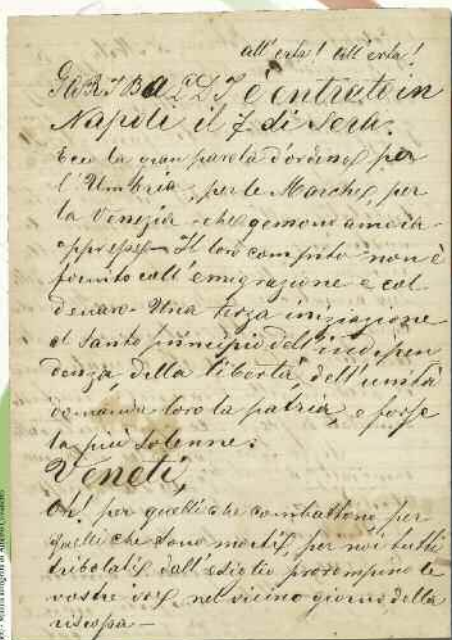 all'erta! all'erta!
GARIBALDI è entrato in
Napoli il 7 di Sett.
Ecco la gran parola d'ordine per
l'Umbria, per le Marche, per
la Venezia che gemono ancora
oppresse - Il loro compito non è
fornito coll'emigrazione e col
denaro - Una terza iniziazione
al Santo principio dell'indipen
denza, della libertà, dell'unità
domanda loro la patria, e forse
la più solenne.
Veneti,
Oh! per quelli che combattono per
quelli che sono morti, per noi tutti
tribolati dall'esiglio prorompino le
vostre ire nel vicino giorno della
riscossa -